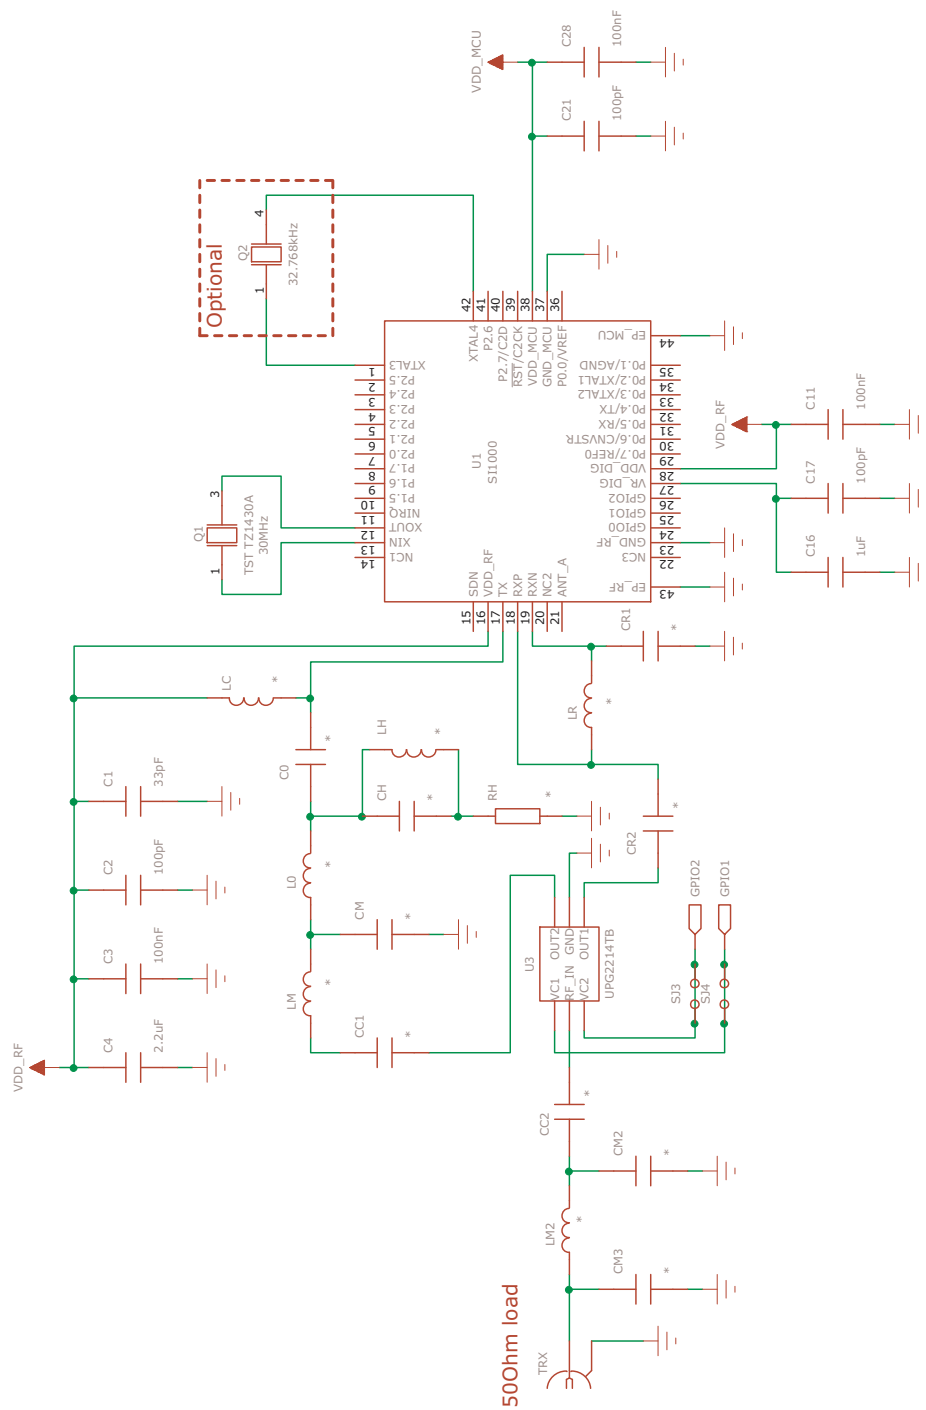 VDD_MCU
C28
100nF
C21
100pF
Optional
Q2
32.768kHz
4
1
42
41
40
39
38
37
36
XTAL4
P2.6
P2.7/C2D
RST/C2CK
VDD_MCU
GND_MCU
P0.0/VREF
XTAL3
P2.5
P2.4
P2.3
P2.2
P2.1
P2.0
P1.7
P1.6
P1.5
NIRQ
XOUT
XIN
NC1
1
2
3
4
5
6
7
8
9
10
11
12
13
14
U1
SI1000
EP_MCU
P0.1/AGND
P0.2/XTAL1
P0.3/XTAL2
P0.4/TX
P0.5/RX
P0.6/CNVSTR
P0.7/REF0
VDD_DIG
VR_DIG
GPIO2
GPIO1
GPIO0
GND_RF
NC3
EP_RF
44
35
34
33
32
31
30
29
28
27
26
25
24
23
22
43
Q1
TST TZ1430A
30MHz
3
1
VDD_RF
C11
100nF
C17
100pF
C16
1uF
SDN
VDD_RF
TX
RXP
RXN
NC2
ANT_A
15
16
17
18
19
20
21
CR1
*
LR
*
LC
*
C0
*
LH
*
CH
*
RH
*
CR2
*
C1
33pF
C2
100pF
C3
100nF
C4
2.2uF
VDD_RF
L0
*
CM
*
LM
*
CC1
*
U3
UPG2214TB
OUT2
GND
OUT1
VC1
RF_IN
VC2
GPIO2
GPIO1
SJ3
SJ4
CC2
*
CM2
*
LM2
*
CM3
*
50Ohm load
TRX